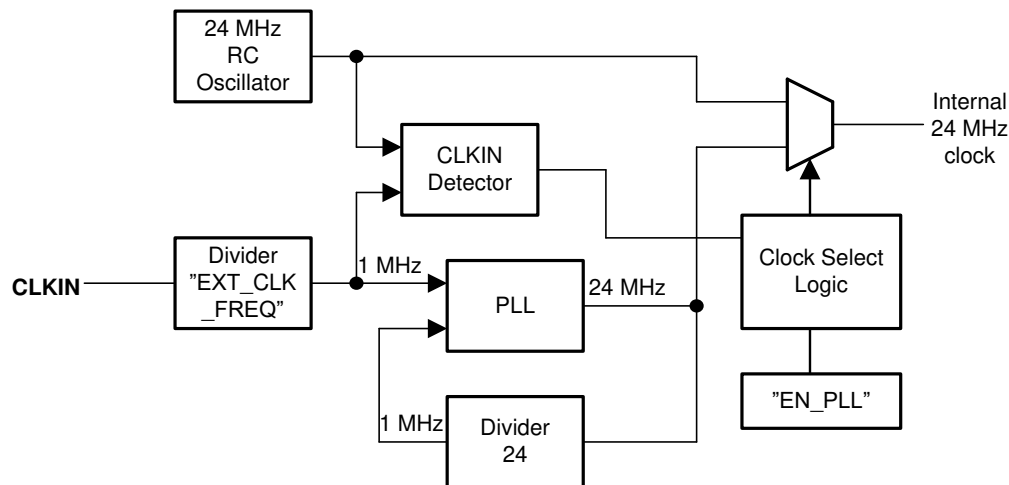 24 MHz
RC
Oscillator
CLKIN
Detector
Internal
24 MHz
clock
CLKIN
Divider
"EXT_CLK
_FREQ"
1 MHz
PLL
24 MHz
Clock Select
Logic
1 MHz
Divider
24
"EN_PLL"